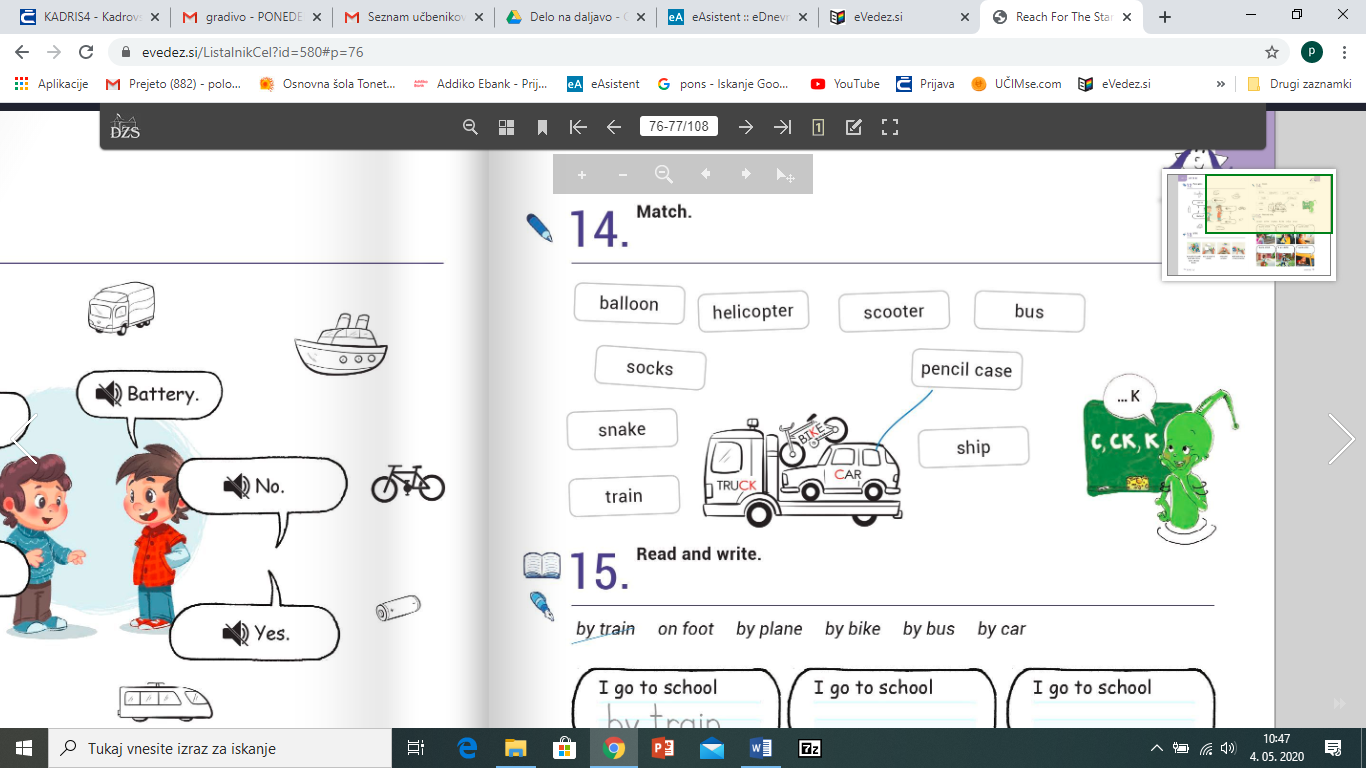 KADRIS4 - Kadrovs
gradivo - PONEDE
Seznam učbenikov
Delo na daljavo - G
eAsistent :: eDnevn
eVedez.si
Reach For The Star
evedez.si/ListalnikCel?id=580#p=76
Aplikacije
Prejeto (882) - polo...
Osnovna šola Tonet...
Addiko Ebank - Prij...
eAsistent
pons - Iskanje Goo...
YouTube
Prijava
UČIMse.com
eVedez.si
Drugi zaznamki
DZS
76-77/108
14. Match.
balloon
helicopter
scooter
bus
socks
pencil case
snake
ship
train
TRUCK
BIKE
CAR
...K
C, CK, K
Battery.
No.
Yes.
15. Read and write.
by train on foot by plane by bike by bus by car
I go to school
by train
I go to school
I go to school
Tukaj vnesite izraz za iskanje
10:47
4. 05. 2020